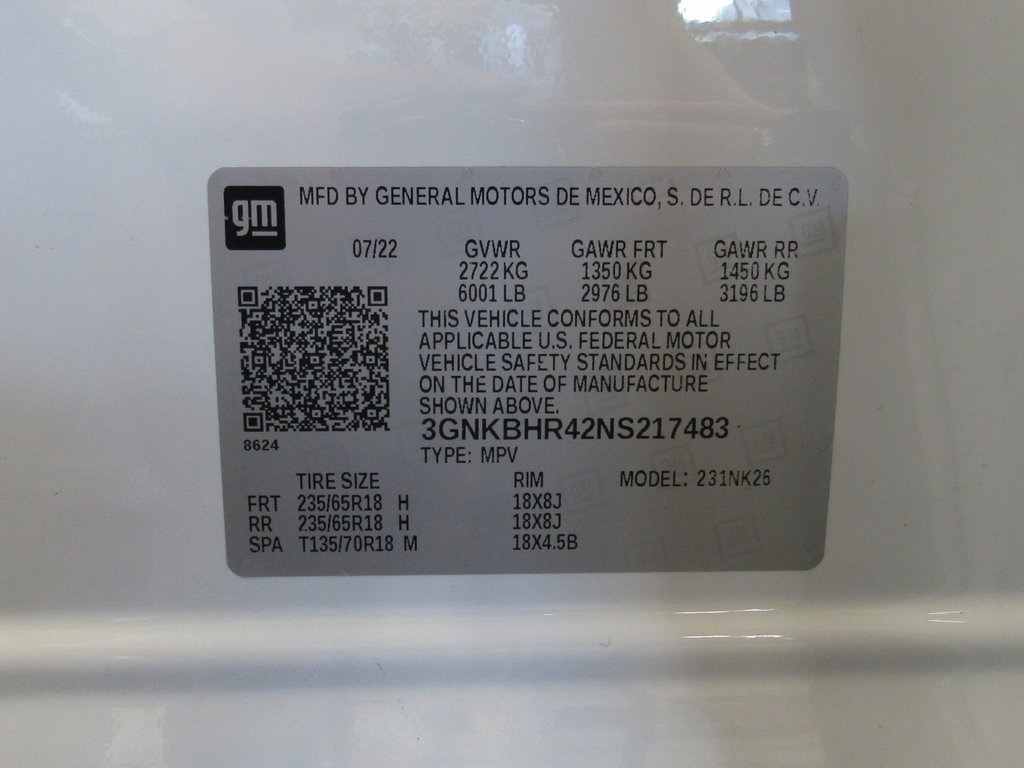 gm
MFD BY GENERAL MOTORS DE MEXICO, S. DE R.L. DE C.V.
07/22 GVWR GAWR FRT GAWR RR
2722 KG 1350 KG 1450 KG
6001 LB 2976 LB 3196 LB
THIS VEHICLE CONFORMS TO ALL
APPLICABLE U.S. FEDERAL MOTOR
VEHICLE SAFETY STANDARDS IN EFFECT
ON THE DATE OF MANUFACTURE
SHOWN ABOVE.
3GNKBHR42NS217483
8624
TYPE: MPV
TIRE SIZE RIM MODEL: 231NK26
FRT 235/65R18 H 18X8J
RR 235/65R18 H 18X8J
SPA T135/70R18 M 18X4.5B